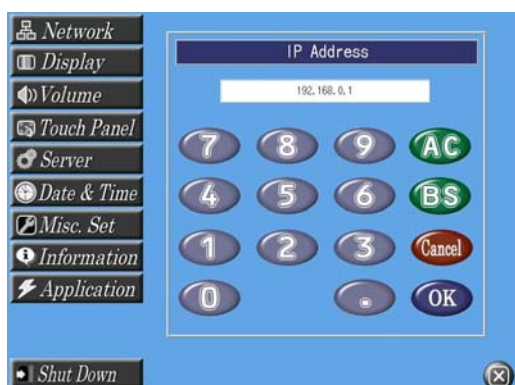 Network
Display
Volume
Touch Panel
Server
Date & Time
Misc. Set
Information
Application
Shut Down
IP Address
192.168.0.1
7 8 9 AC
4 5 6 BS
1 2 3 Cancel
0 . OK